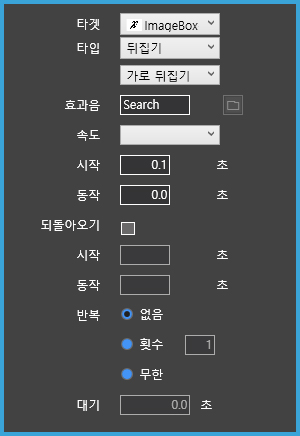 타겟 ImageBox
타입 뒤집기
가로 뒤집기
효과음 Search
속도
시작 0.1 초
동작 0.0 초
되돌아오기
시작 초
동작 초
반복 없음
횟수 1
무한
대기 0.0 초